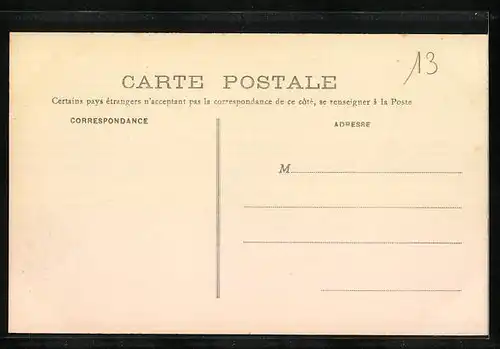 13
CARTE POSTALE
Certains pays étrangers n'acceptant pas la correspondance de ce côté, se renseigner à la Poste
CORRESPONDANCE
ADRESSE
M